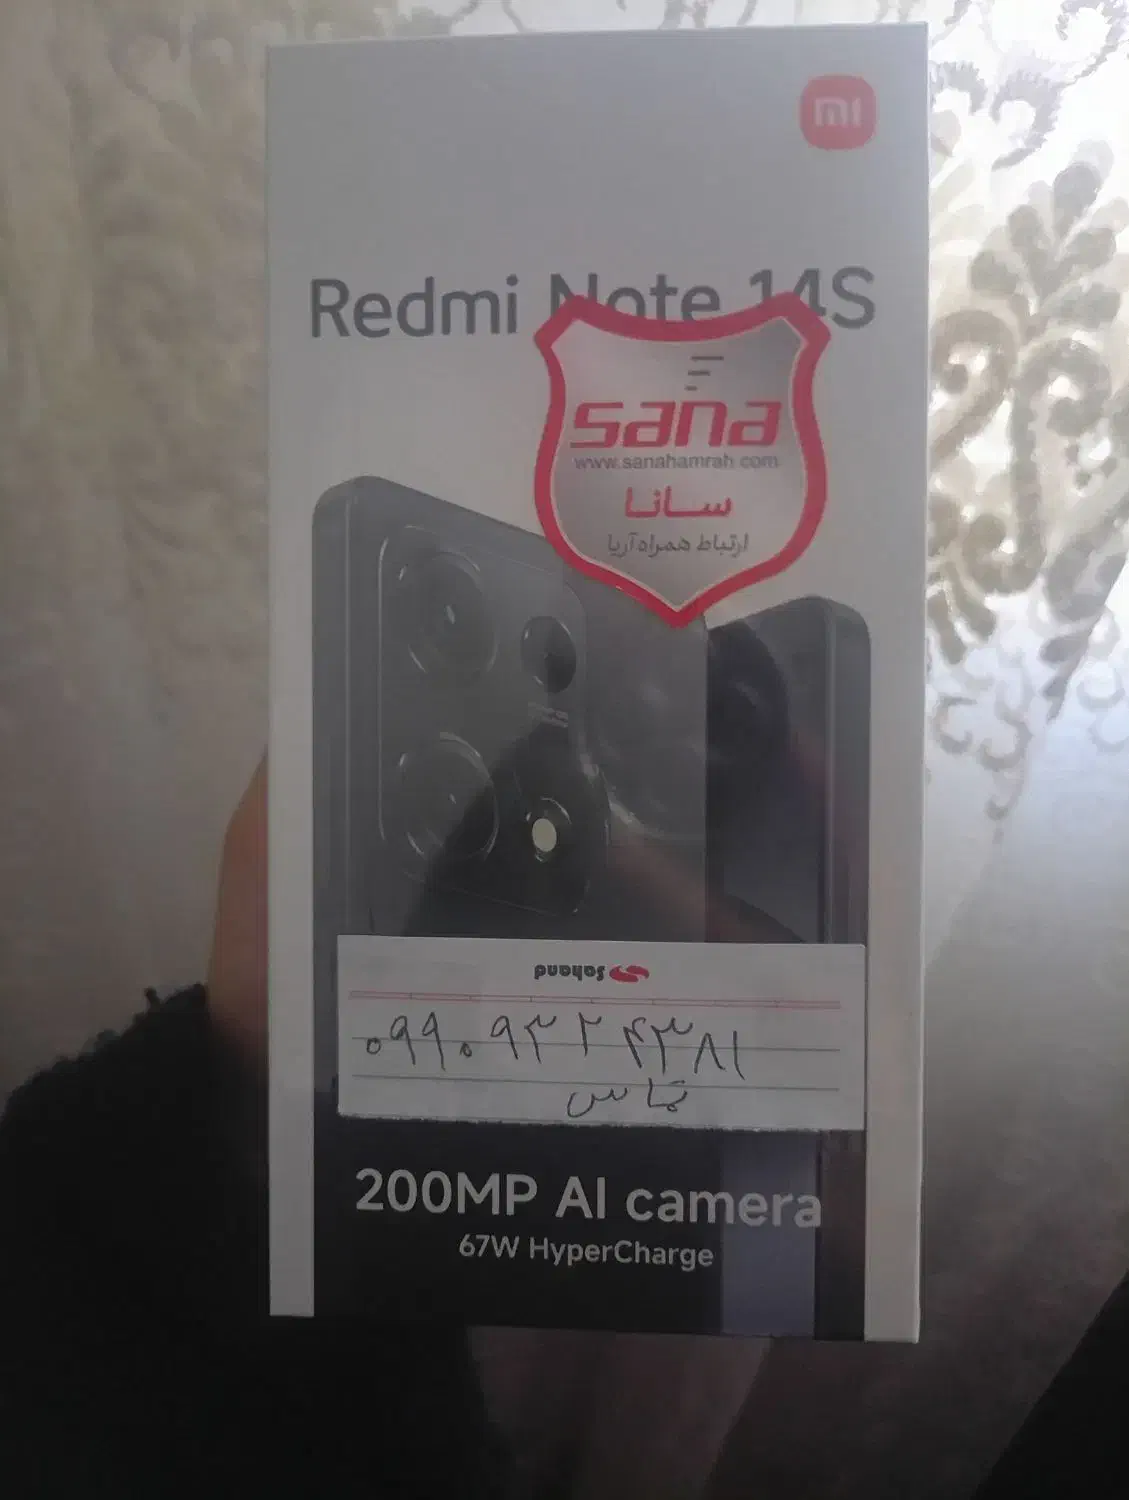 mi
Redmi Note 14S
sana
www.sanahamrah.com
سانا
ارتباط همراه آریا
sahand
۰۹۹۰۹۳۲۴۳۸۱
تماس
200MP AI camera
67W HyperCharge